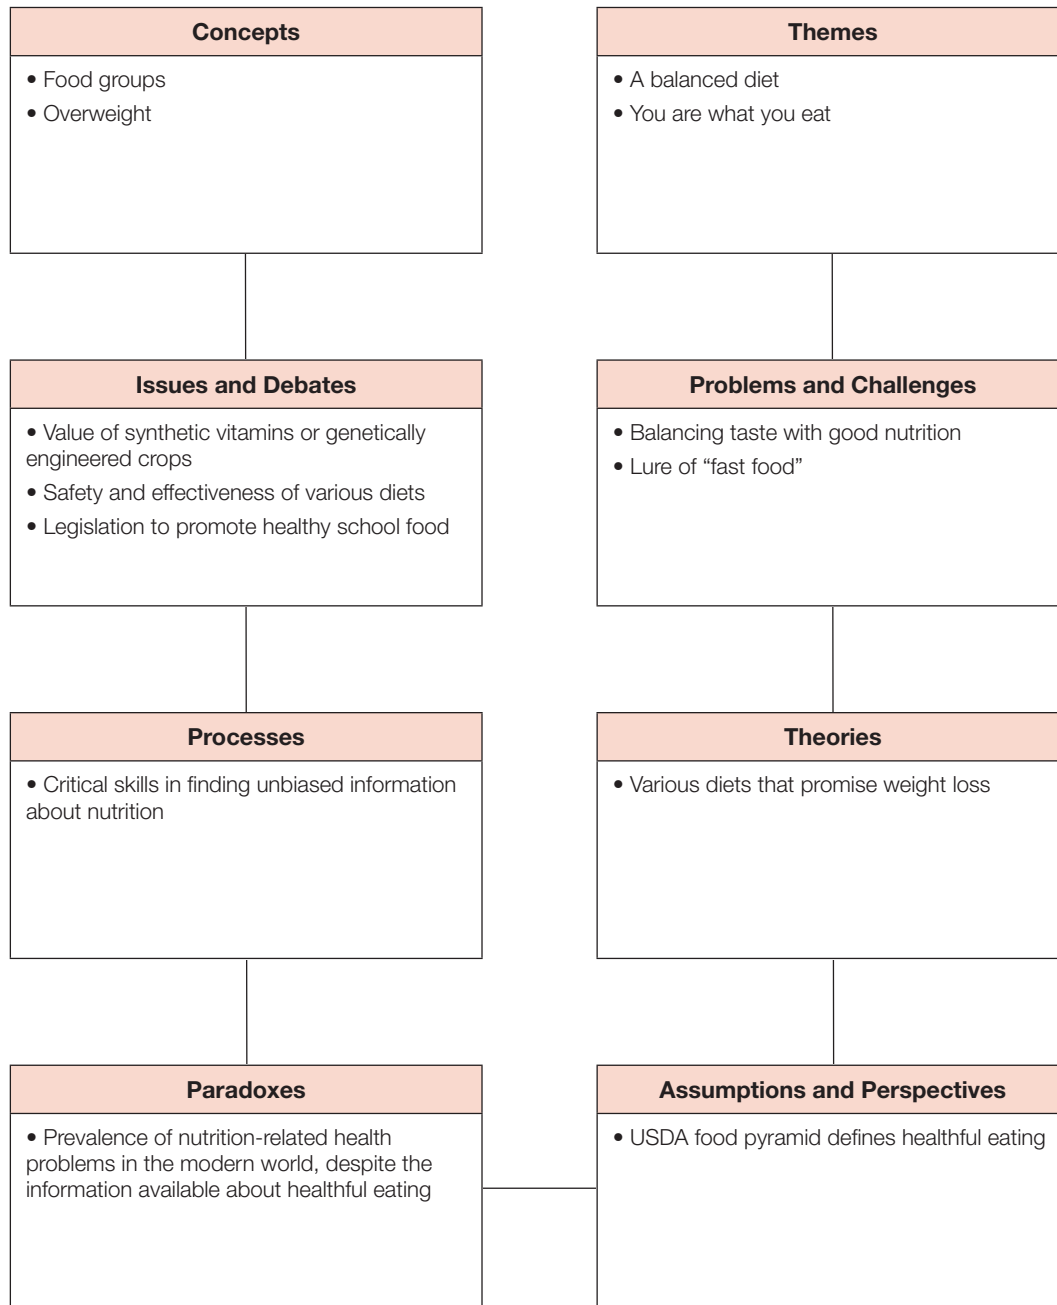 Concepts
• Food groups
• Overweight
Themes
• A balanced diet
• You are what you eat
Issues and Debates
• Value of synthetic vitamins or genetically
engineered crops
• Safety and effectiveness of various diets
• Legislation to promote healthy school food
Problems and Challenges
• Balancing taste with good nutrition
• Lure of “fast food”
Processes
• Critical skills in finding unbiased information
about nutrition
Theories
• Various diets that promise weight loss
Paradoxes
• Prevalence of nutrition-related health
problems in the modern world, despite the
information available about healthful eating
Assumptions and Perspectives
• USDA food pyramid defines healthful eating